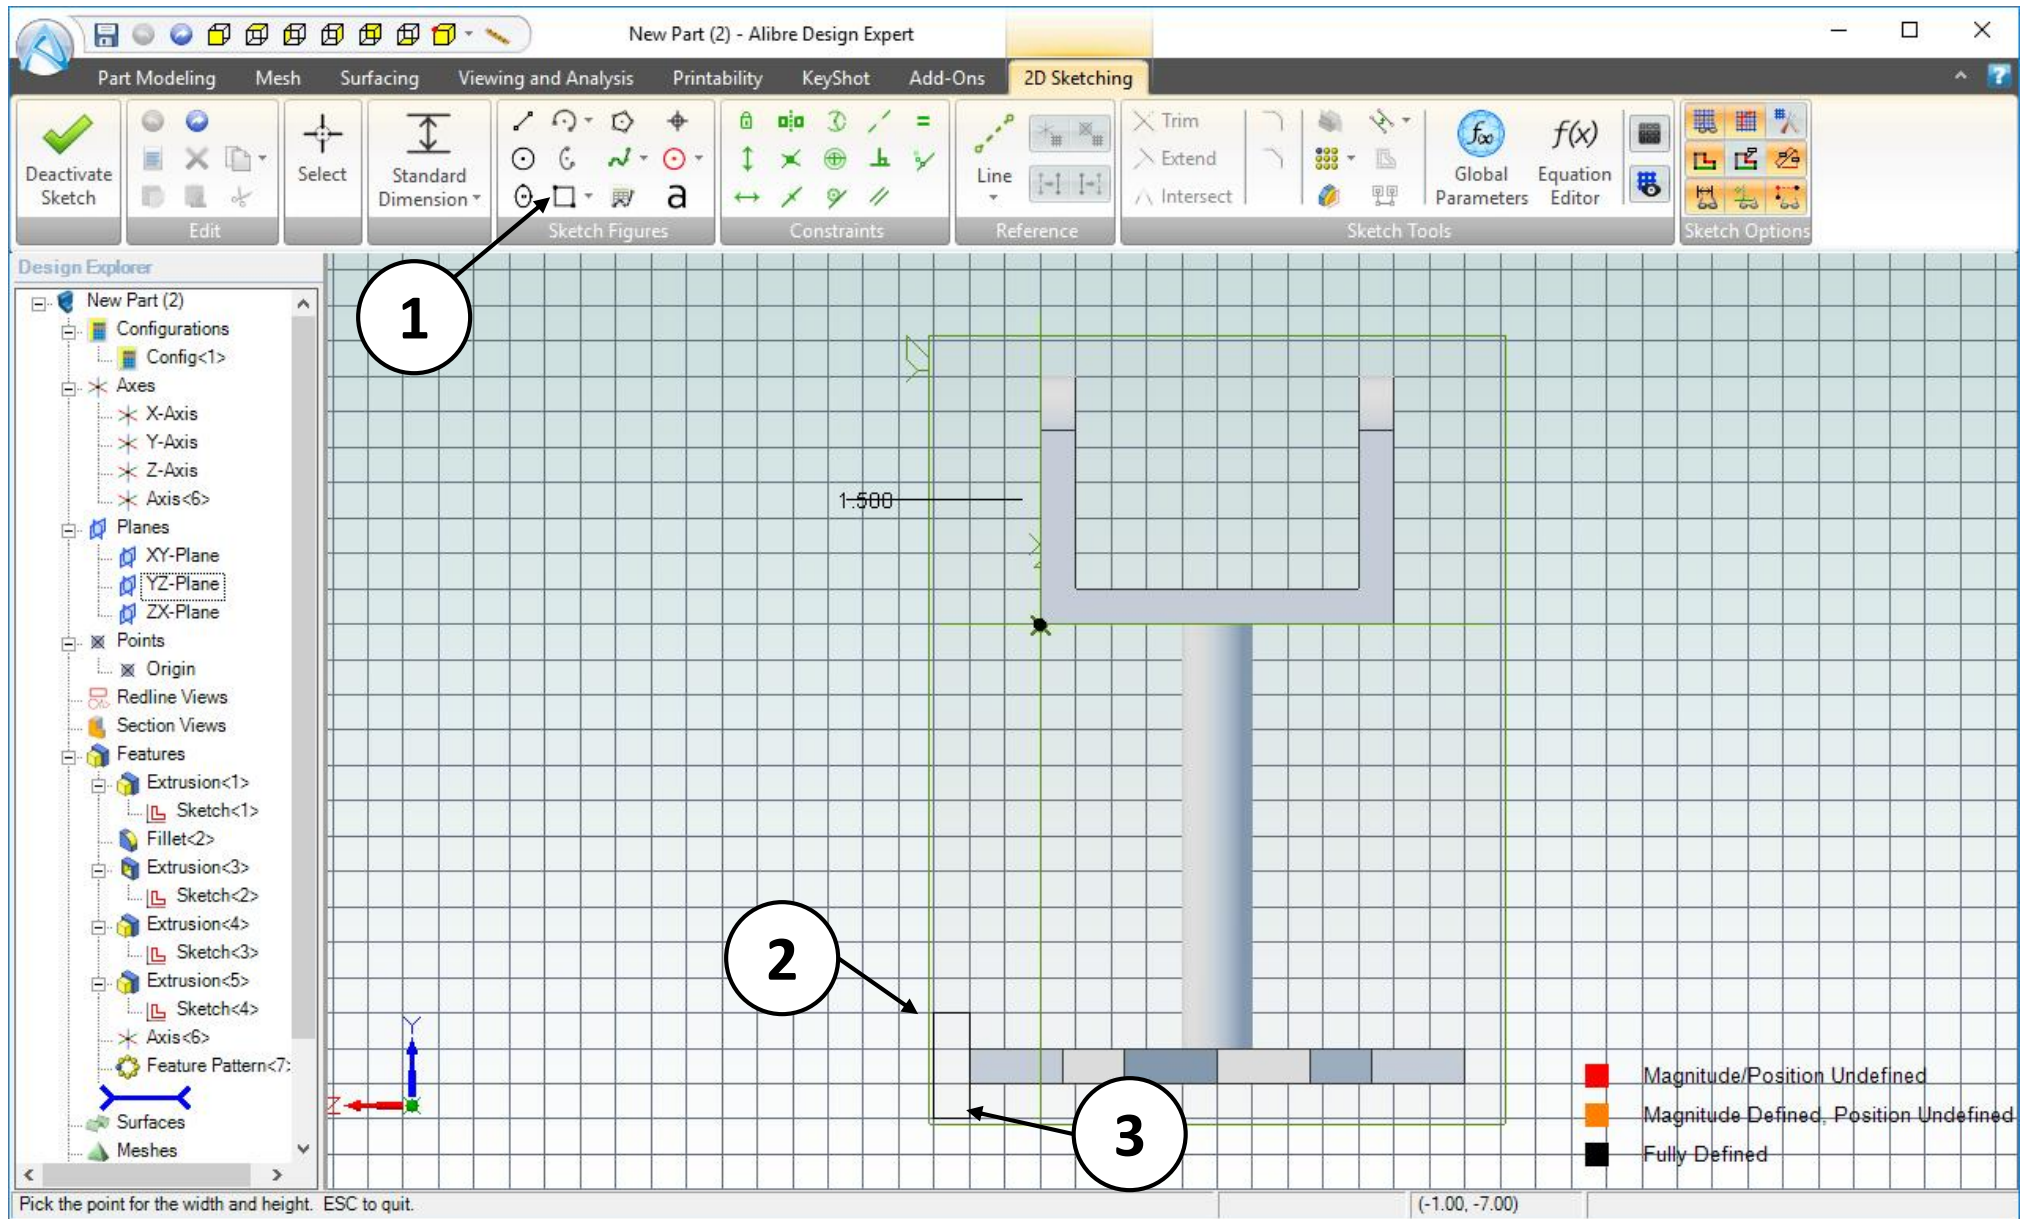 New Part (2) - Alibre Design Expert
Part Modeling Mesh Surfacing Viewing and Analysis Printability KeyShot Add-Ons 2D Sketching
Deactivate
Sketch
Edit
Select
Standard
Dimension
a
Sketch Figures
Constraints
Line
Reference
Trim
Extend
Intersect
Sketch Tools
f∞
Global
Parameters
f(x)
Equation
Editor
Sketch Options
Design Explorer
New Part (2)
Configurations
Config<1>
Axes
X-Axis
Y-Axis
Z-Axis
Axis<6>
Planes
XY-Plane
YZ-Plane
ZX-Plane
Points
Origin
Redline Views
Section Views
Features
Extrusion<1>
Sketch<1>
Fillet<2>
Extrusion<3>
Sketch<2>
Extrusion<4>
Sketch<3>
Extrusion<5>
Sketch<4>
Axis<6>
Feature Pattern<7>
Surfaces
Meshes
1
1.500
2
3
Y
Z
Magnitude/Position Undefined
Magnitude Defined, Position Undefined
Fully Defined
Pick the point for the width and height. ESC to quit.
(-1.00, -7.00)